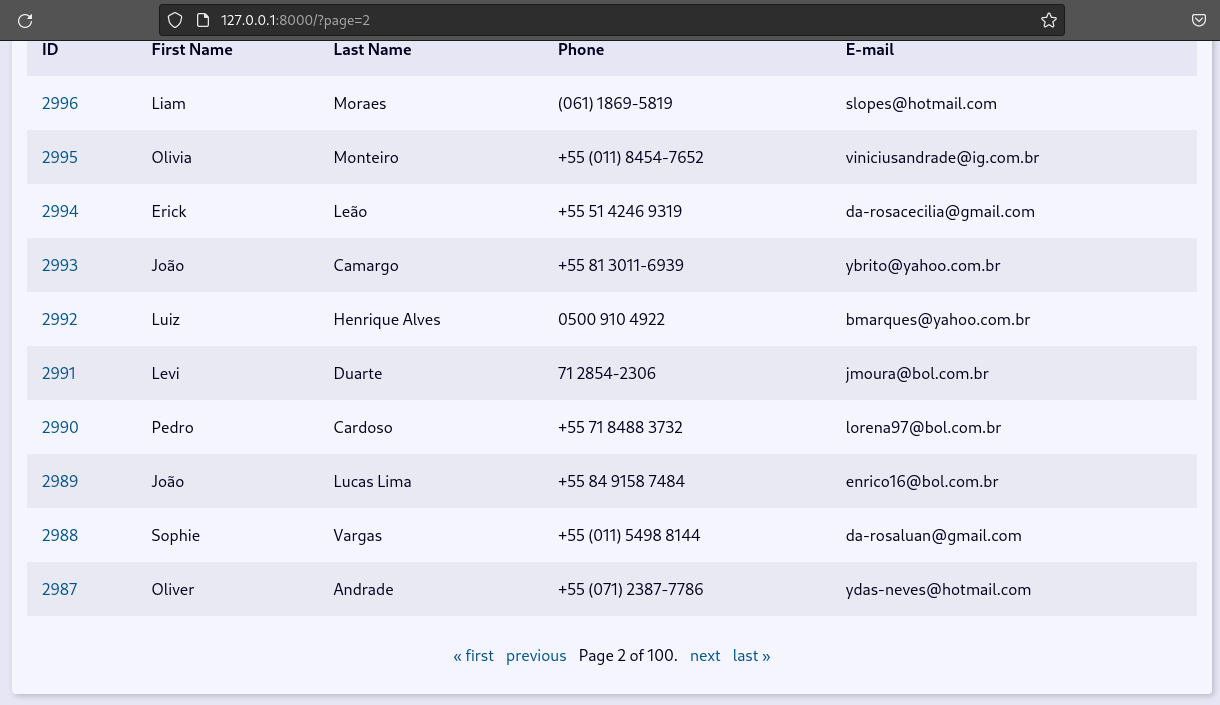 127.0.0.1:8000/?page=2
ID First Name Last Name Phone E-mail
2996 Liam Moraes (061) 1869-5819 slopes@hotmail.com
2995 Olivia Monteiro +55 (011) 8454-7652 viniciusandrade@ig.com.br
2994 Erick Leão +55 51 4246 9319 da-rosacecilia@gmail.com
2993 João Camargo +55 81 3011-6939 ybrito@yahoo.com.br
2992 Luiz Henrique Alves 0500 910 4922 bmarques@yahoo.com.br
2991 Levi Duarte 71 2854-2306 jmoura@bol.com.br
2990 Pedro Cardoso +55 71 8488 3732 lorena97@bol.com.br
2989 João Lucas Lima +55 84 9158 7484 enrico16@bol.com.br
2988 Sophie Vargas +55 (011) 5498 8144 da-rosaluan@gmail.com
2987 Oliver Andrade +55 (071) 2387-7786 ydas-neves@hotmail.com
« first previous Page 2 of 100. next last »